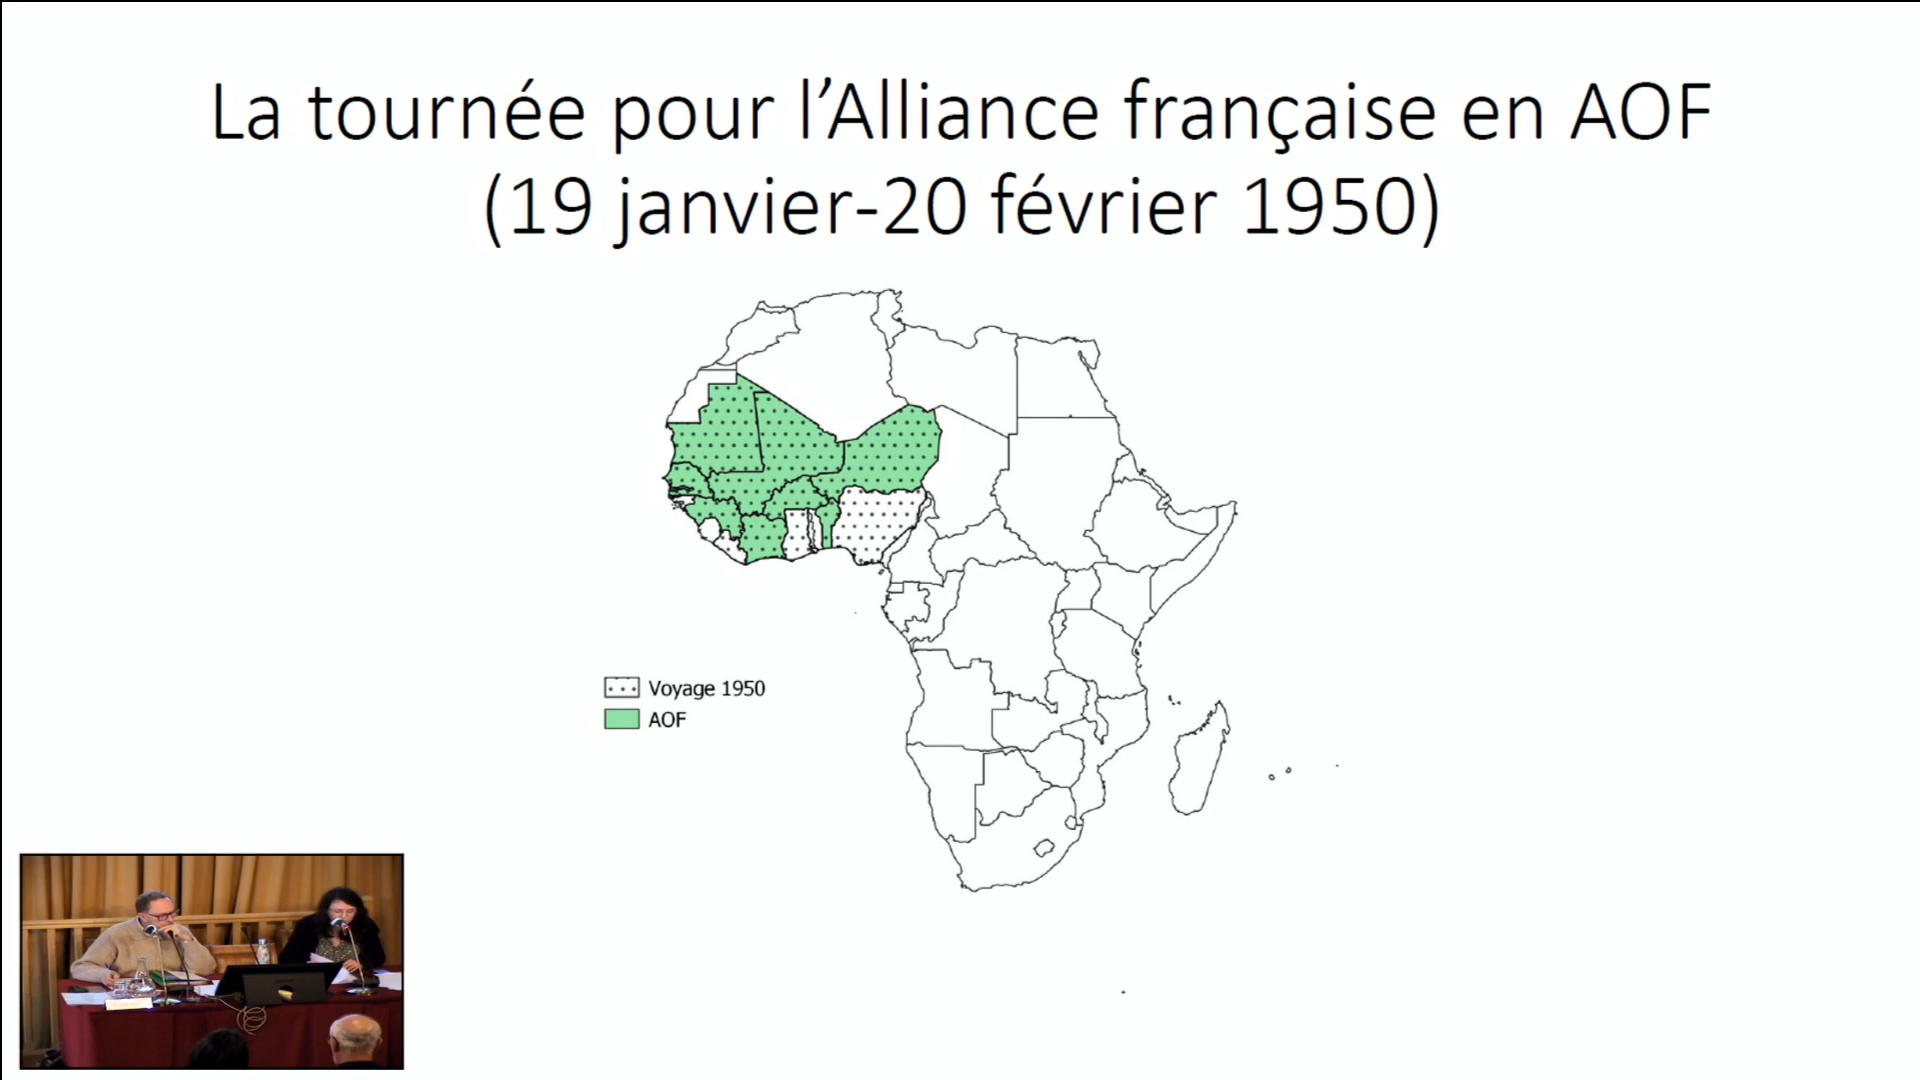 La tournée pour l’Alliance française en AOF
(19 janvier-20 février 1950)
Voyage 1950
AOF